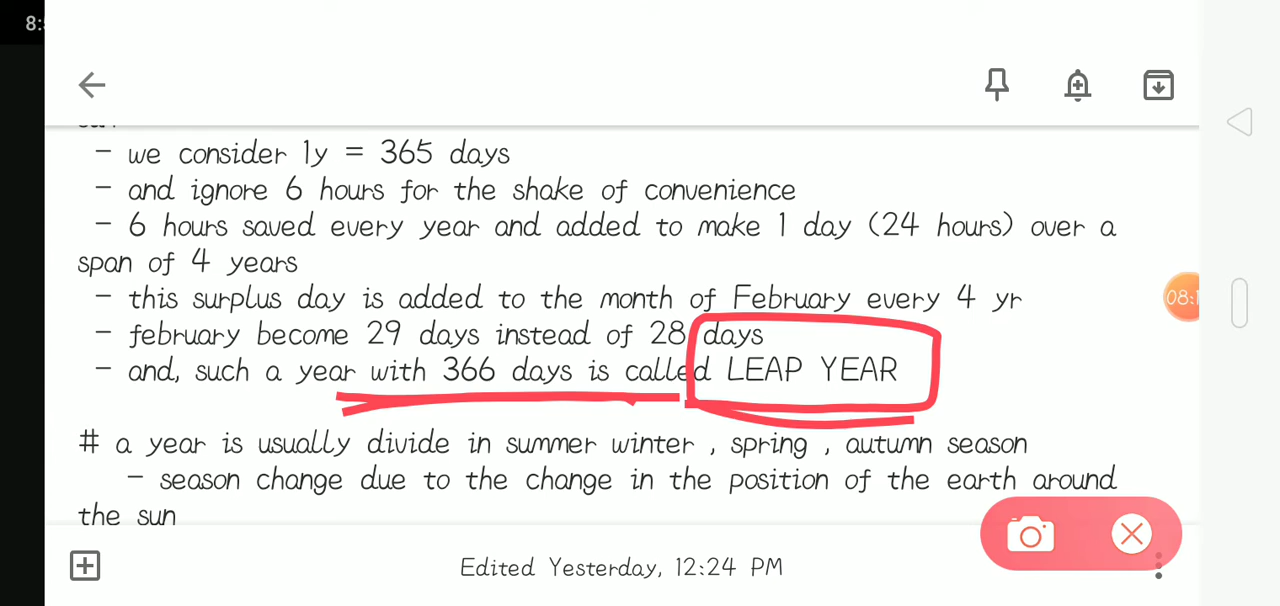 8:
– we consider 1y = 365 days
– and ignore 6 hours for the shake of convenience
– 6 hours saved every year and added to make 1 day (24 hours) over a
span of 4 years
– this surplus day is added to the month of February every 4 yr
– february become 29 days instead of 28 days
– and, such a year with 366 days is called LEAP YEAR
08:1
# a year is usually divide in summer winter , spring , autumn season
– season change due to the change in the position of the earth around
the sun
Edited Yesterday, 12:24 PM